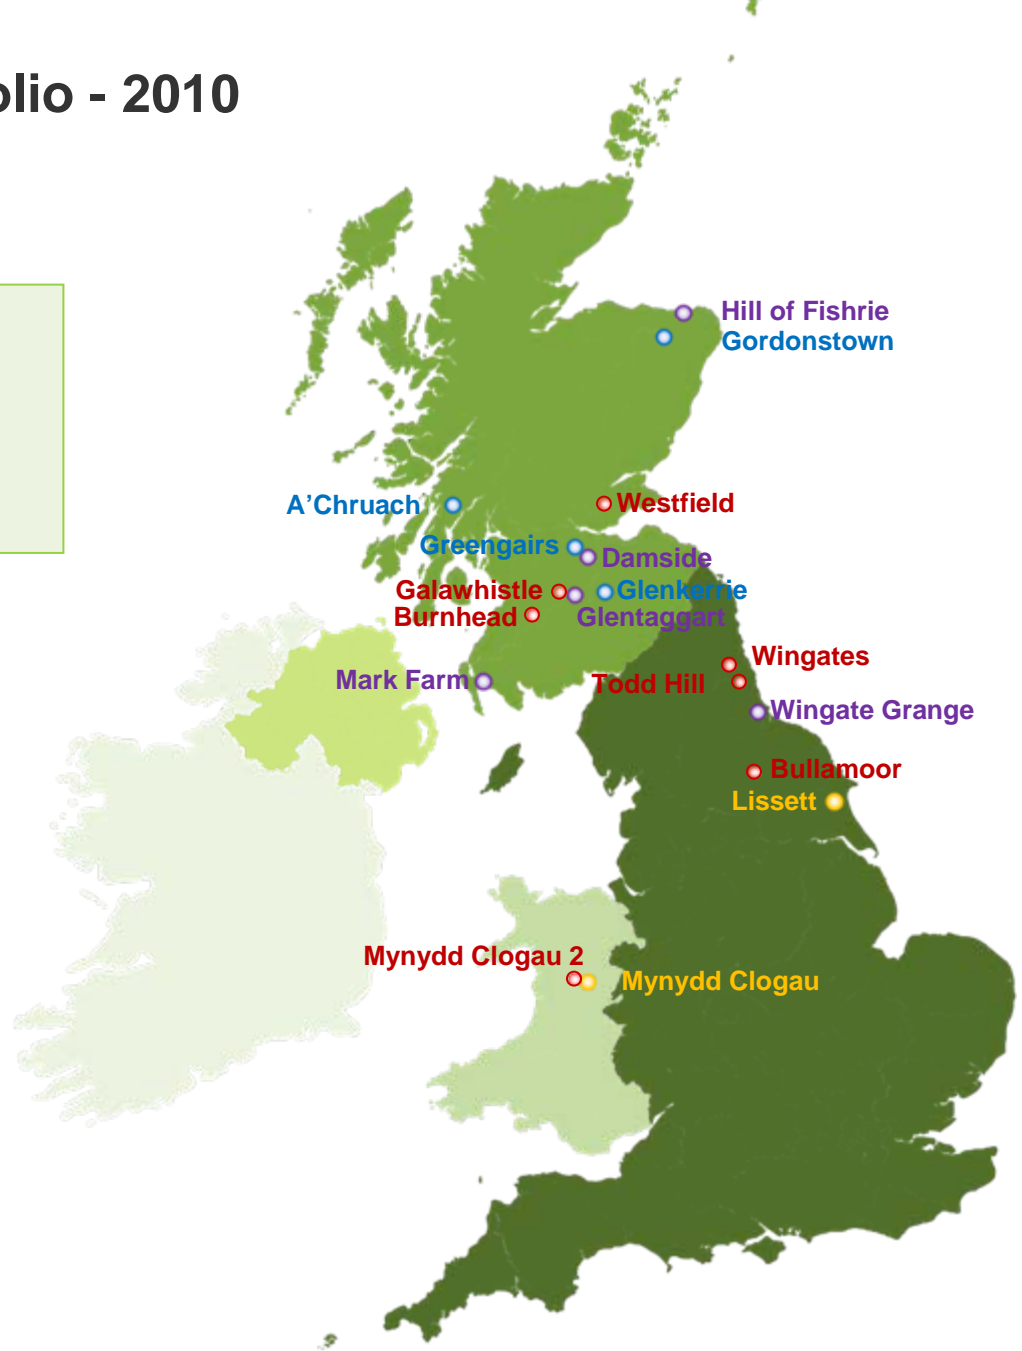 olio - 2010
Hill of Fishrie
Gordonstown
A’Chruach
Westfield
Greengairs
Damside
Galawhistle
Glenkerrie
Burnhead
Glentaggart
Wingates
Mark Farm
Todd Hill
Wingate Grange
Bullamoor
Lissett
Mynydd Clogau 2
Mynydd Clogau